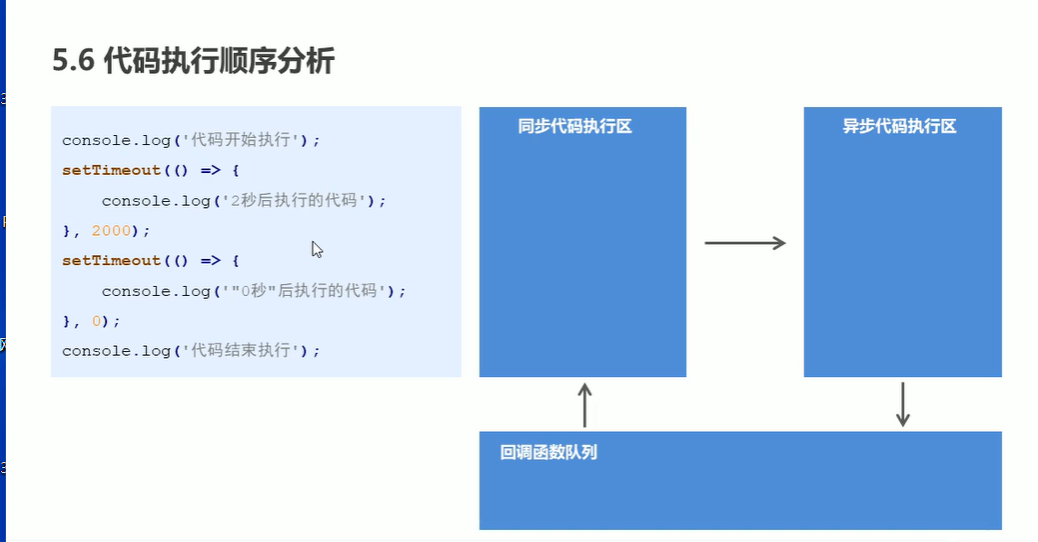 5.6 代码执行顺序分析
console.log('代码开始执行');
setTimeout(() => {
    console.log('2秒后执行的代码');
}, 2000);
setTimeout(() => {
    console.log('"0秒"后执行的代码');
}, 0);
console.log('代码结束执行');
同步代码执行区
异步代码执行区
回调函数队列